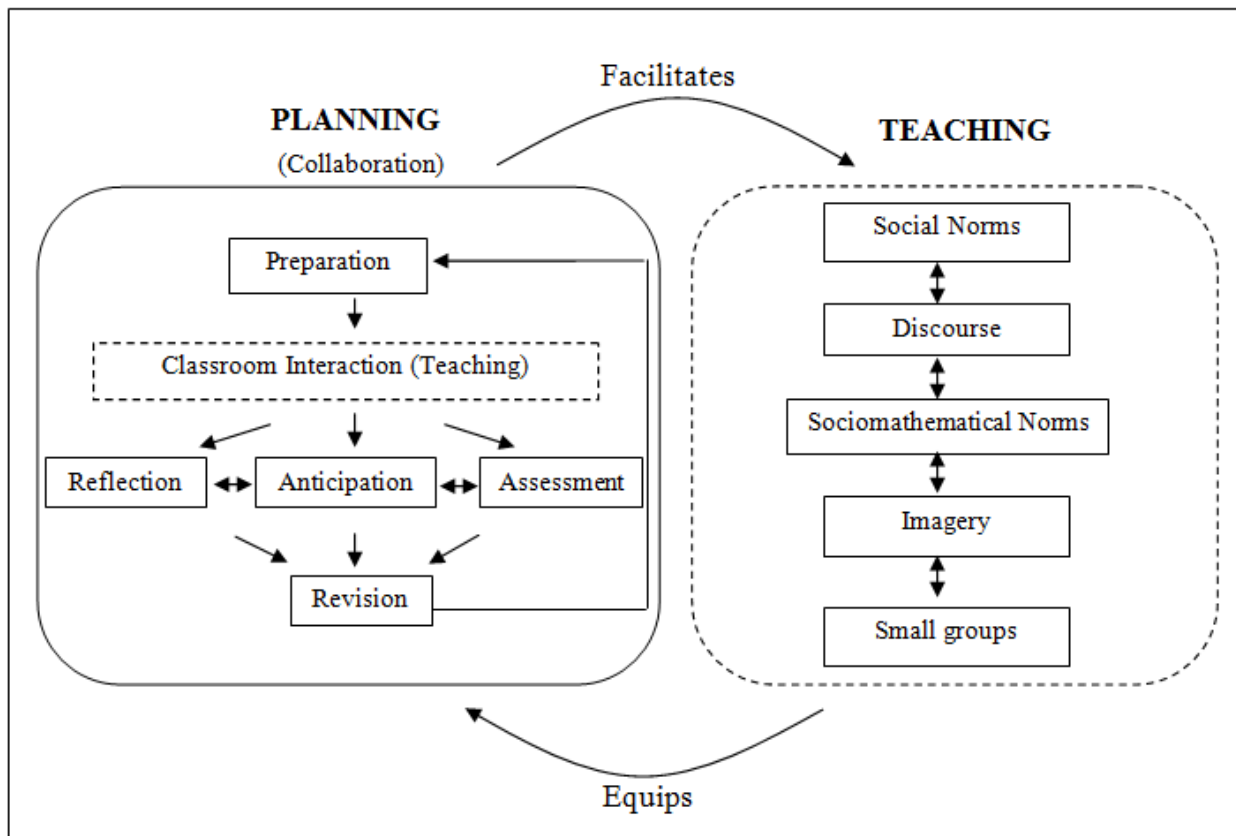 Facilitates
PLANNING
(Collaboration)
TEACHING
Preparation
Classroom Interaction (Teaching)
Reflection
Anticipation
Assessment
Revision
Social Norms
Discourse
Sociomathematical Norms
Imagery
Small groups
Equips